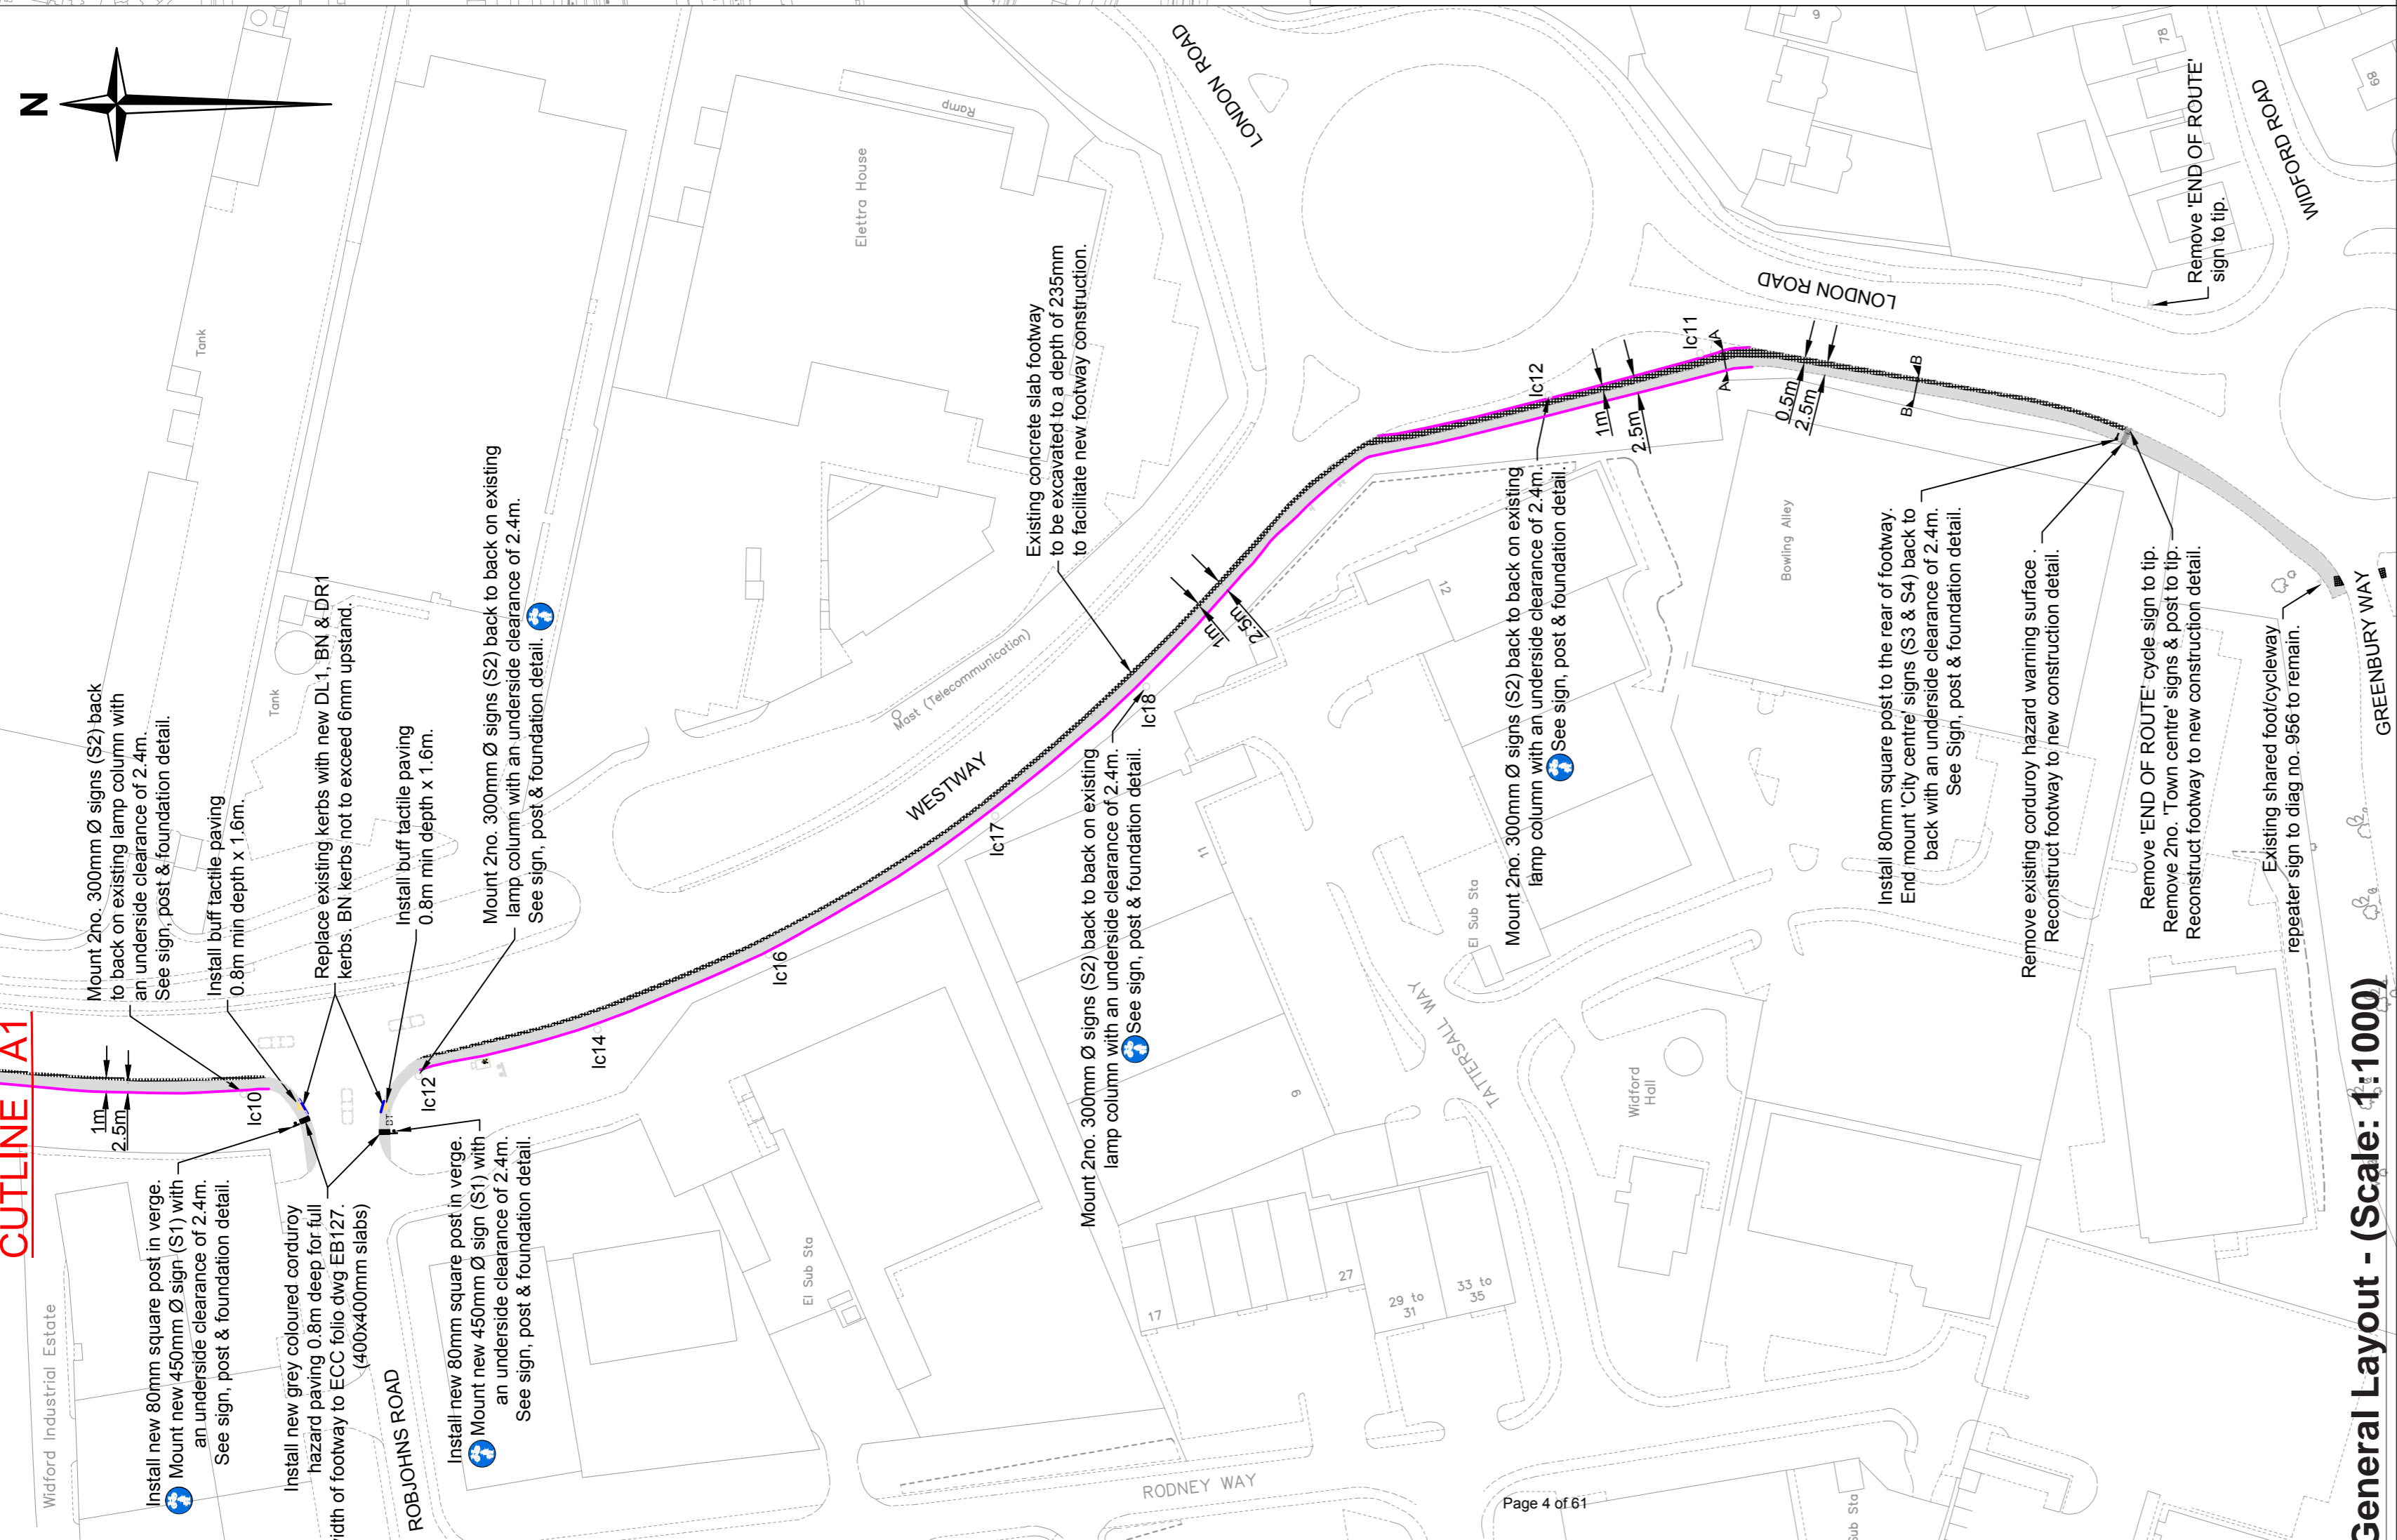 N
CUTLINE A1
Mount 2no. 300mm Ø signs (S2) back
to back on existing lamp column with
an underside clearance of 2.4m.
See sign, post & foundation detail.
Install buff tactile paving
0.8m min depth x 1.6m.
Replace existing kerbs with new DL1, BN & DR1
kerbs. BN kerbs not to exceed 6mm upstand.
Install buff tactile paving
0.8m min depth x 1.6m.
Mount 2no. 300mm Ø signs (S2) back to back on existing
lamp column with an underside clearance of 2.4m.
See sign, post & foundation detail.
1m
2.5m
lc10
lc12
BT
Install new 80mm square post in verge.
Mount new 450mm Ø sign (S1) with
an underside clearance of 2.4m.
See sign, post & foundation detail.
Install new grey coloured corduroy
hazard paving 0.8m deep for full
idth of footway to ECC folio dwg EB127.
(400x400mm slabs)
Install new 80mm square post in verge.
Mount new 450mm Ø sign (S1) with
an underside clearance of 2.4m.
See sign, post & foundation detail.
Widford Industrial Estate
ROBJOHNS ROAD
Tank
Tank
Elettra House
Ramp
LONDON ROAD
LONDON ROAD
Mast (Telecommunication)
WESTWAY
lc14
lc16
lc17
lc18
Existing concrete slab footway
to be excavated to a depth of 235mm
to facilitate new footway construction.
1m
2.5m
Mount 2no. 300mm Ø signs (S2) back to back on existing
lamp column with an underside clearance of 2.4m.
See sign, post & foundation detail.
El Sub Sta
11
12
9
17
27
29 to
31
33 to
35
El Sub Sta
TATTERSALL WAY
Widford
Hall
RODNEY WAY
Mount 2no. 300mm Ø signs (S2) back to back on existing
lamp column with an underside clearance of 2.4m.
See sign, post & foundation detail.
lc12
lc11
1m
2.5m
A
A
0.5m
2.5m
B
B
Bowling Alley
LONDON ROAD
Install 80mm square post to the rear of footway.
End mount 'City centre' signs (S3 & S4) back to
back with an underside clearance of 2.4m.
See Sign, post & foundation detail.
Remove existing corduroy hazard warning surface .
Reconstruct footway to new construction detail.
Remove 'END OF ROUTE' cycle sign to tip.
Remove 2no. 'Town centre' signs & post to tip.
Reconstruct footway to new construction detail.
Existing shared foot/cycleway
repeater sign to diag no. 956 to remain.
Remove 'END OF ROUTE'
sign to tip.
WIDFORD ROAD
GREENBURY WAY
9
78
68
Sub Sta
Page 4 of 61
General Layout - (Scale: 1:1000)